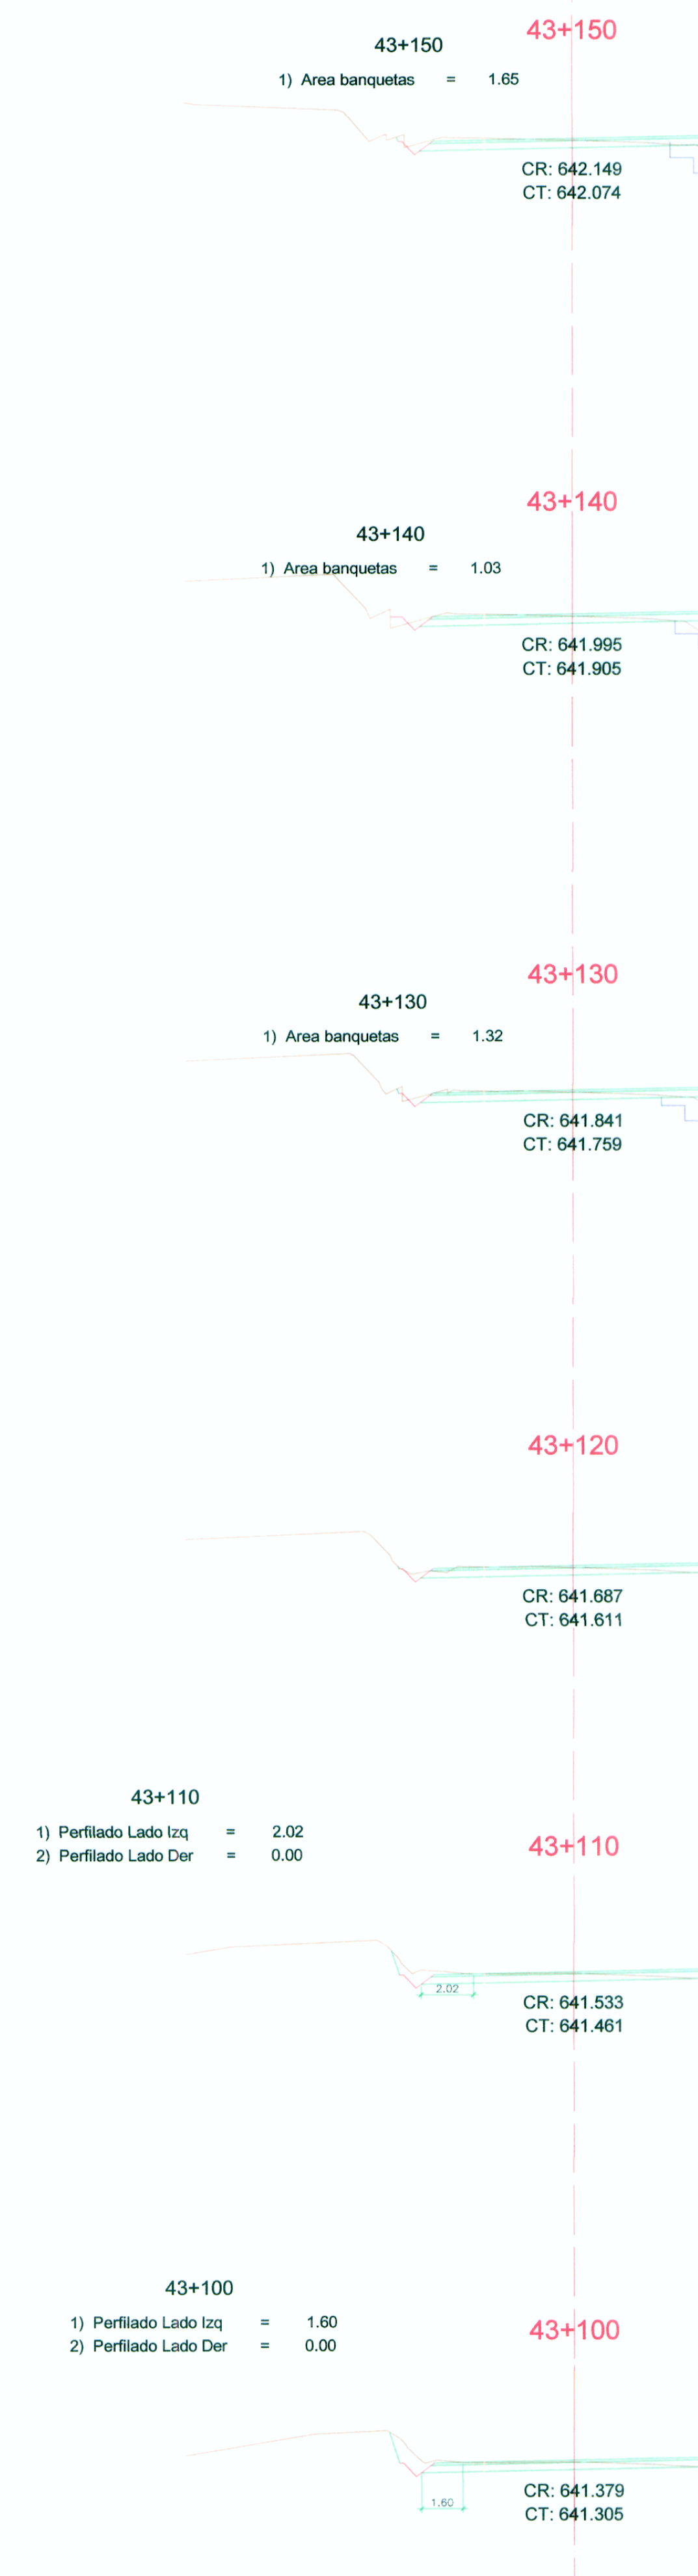 43+150
43+150
1) Area banquetas = 1.65
CR: 642.149
CT: 642.074
43+140
43+140
1) Area banquetas = 1.03
CR: 641.995
CT: 641.905
43+130
43+130
1) Area banquetas = 1.32
CR: 641.841
CT: 641.759
43+120
CR: 641.687
CT: 641.611
43+110
1) Perfilado Lado Izq = 2.02
43+110
2) Perfilado Lado Der = 0.00
2.02
CR: 641.533
CT: 641.461
43+100
1) Perfilado Lado Izq = 1.60
43+100
2) Perfilado Lado Der = 0.00
CR: 641.379
1.60
CT: 641.305